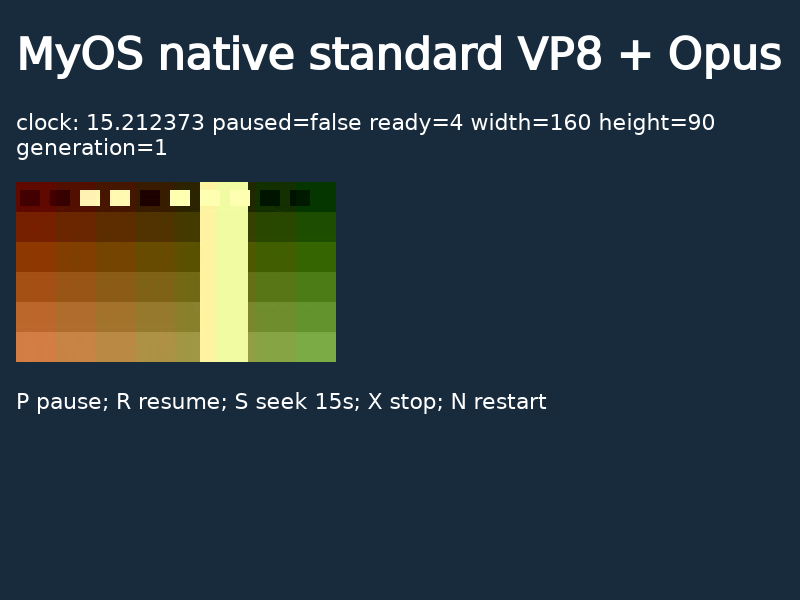 MyOS native standard VP8 + Opus
clock: 15.212373 paused=false ready=4 width=160 height=90
generation=1
P pause; R resume; S seek 15s; X stop; N restart